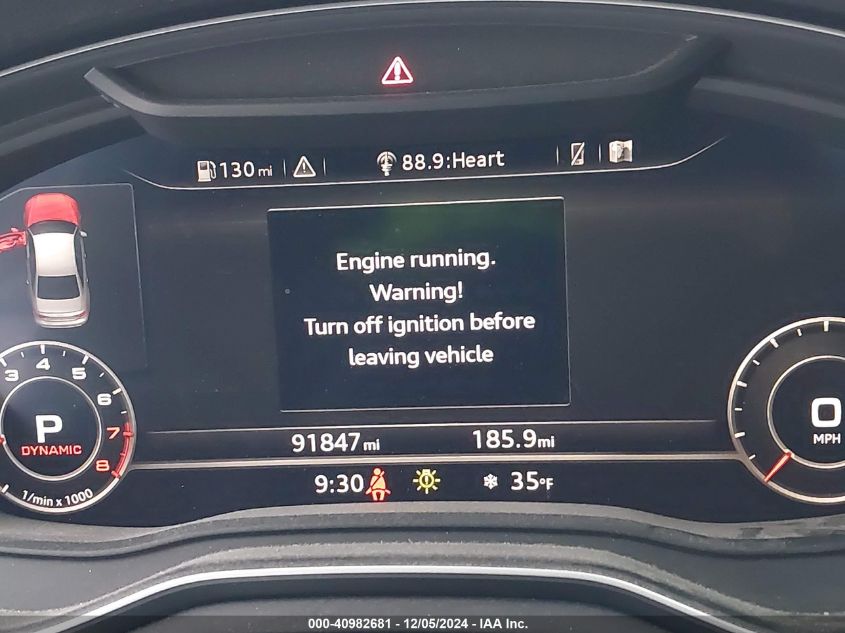 130 mi 88.9:Heart
Engine running.
Warning!
Turn off ignition before
leaving vehicle
3 4 5 6 7 8
P
DYNAMIC
1/min x 1000
0
MPH
91847 mi 185.9 mi
9:30 35°F
000-40982681 - 12/05/2024 - IAA Inc.